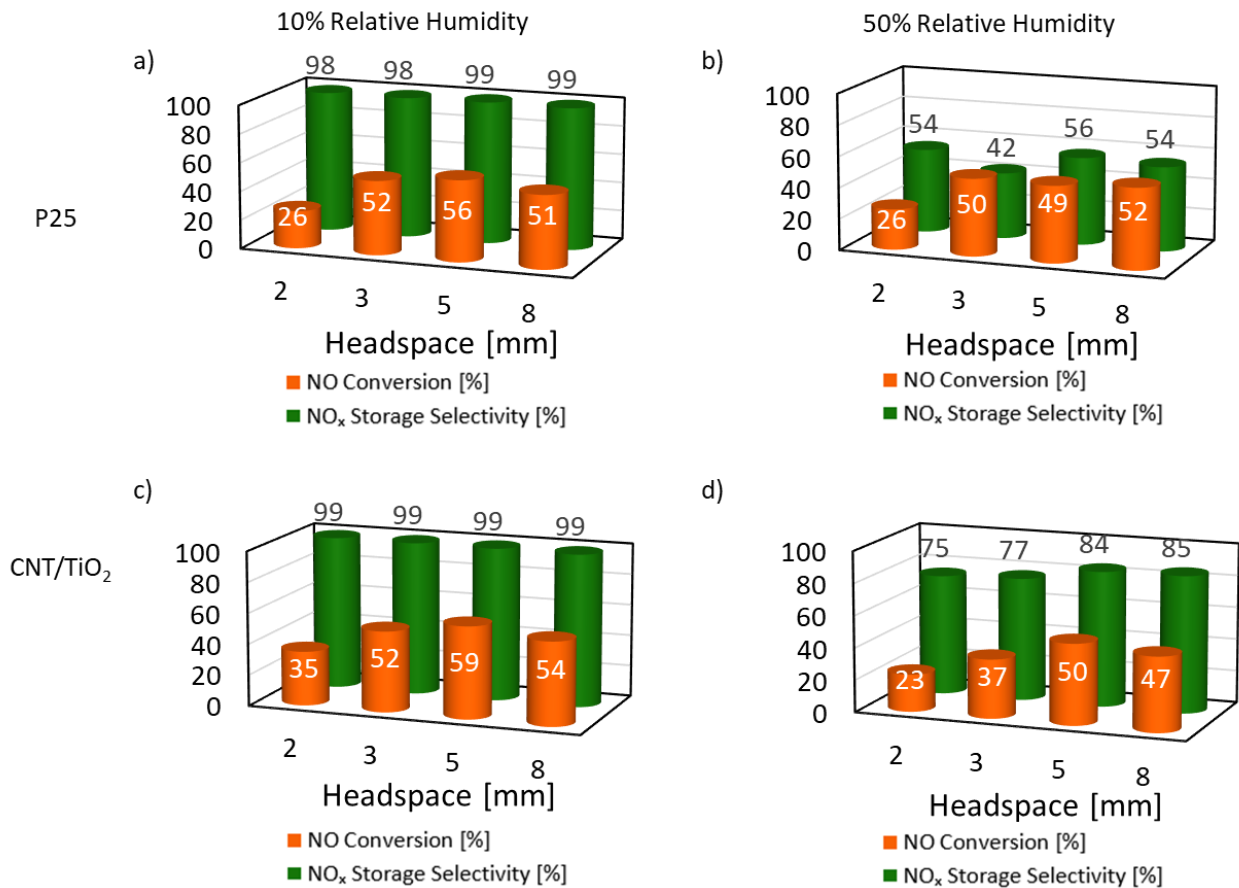 10% Relative Humidity
50% Relative Humidity
P25
a)
98 98 99 99
100
80
60
40
20
0
26 52 56 51
2 3 5 8
Headspace [mm]
NO Conversion [%]
NOₓ Storage Selectivity [%]
b)
100
80
60
40
20
0
54 42 56 54
26 50 49 52
2 3 5 8
Headspace [mm]
NO Conversion [%]
NOₓ Storage Selectivity [%]
CNT/TiO₂
c)
99 99 99 99
100
80
60
40
20
0
35 52 59 54
2 3 5 8
Headspace [mm]
NO Conversion [%]
NOₓ Storage Selectivity [%]
d)
100
80
60
40
20
0
75 77 84 85
23 37 50 47
2 3 5 8
Headspace [mm]
NO Conversion [%]
NOₓ Storage Selectivity [%]